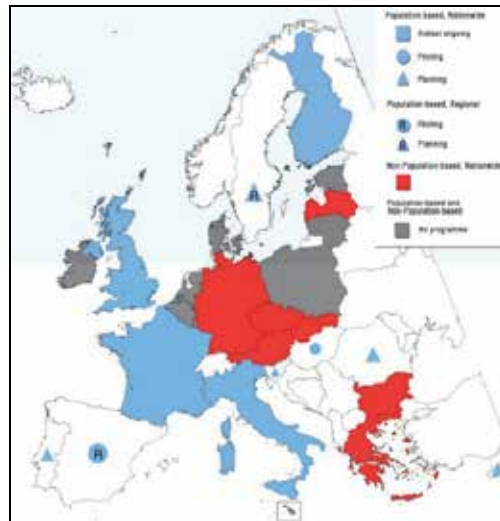 Population based, Nationwide
Rollout ongoing
Piloting
Planning
Population based, Regional
R Piloting
R Planning
Non-Population based, Nationwide
Population based and
Non-Population based
No programme
R
R